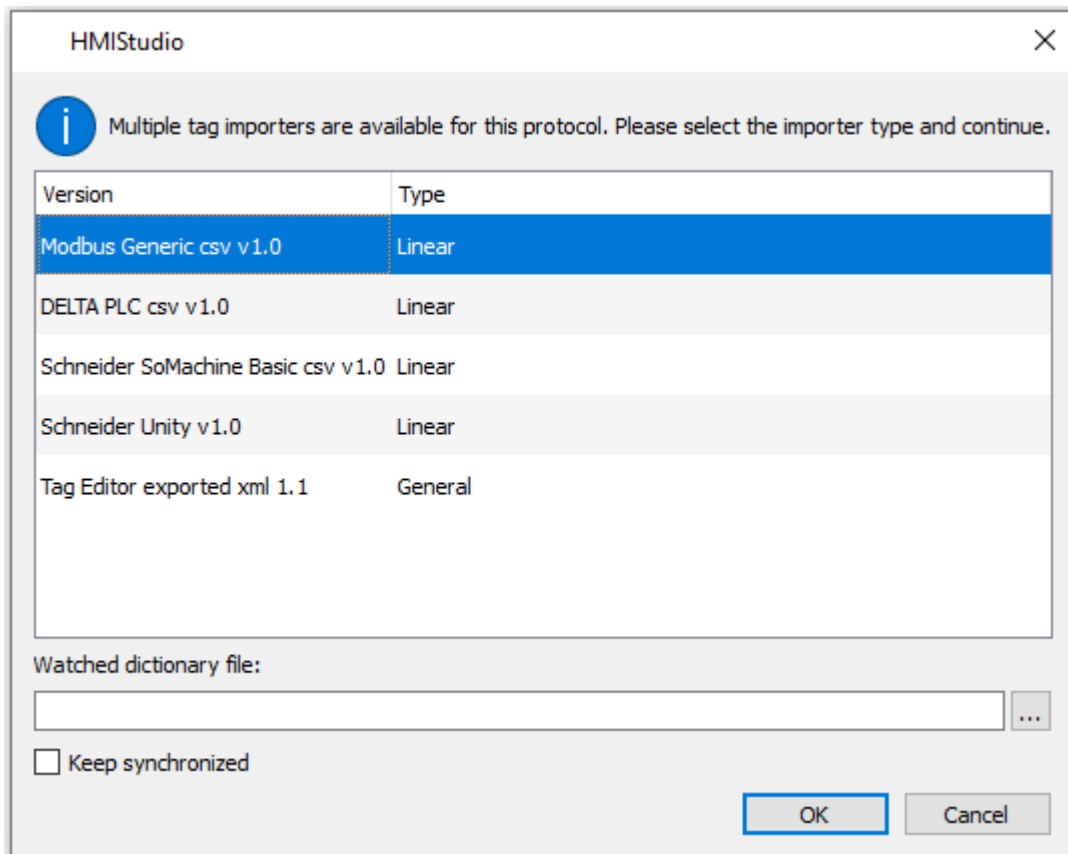 HMIStudio
Multiple tag importers are available for this protocol. Please select the importer type and continue.
Version Type
Modbus Generic csv v1.0 Linear
DELTA PLC csv v1.0 Linear
Schneider SoMachine Basic csv v1.0 Linear
Schneider Unity v1.0 Linear
Tag Editor exported xml 1.1 General
Watched dictionary file:
...
Keep synchronized
OK Cancel